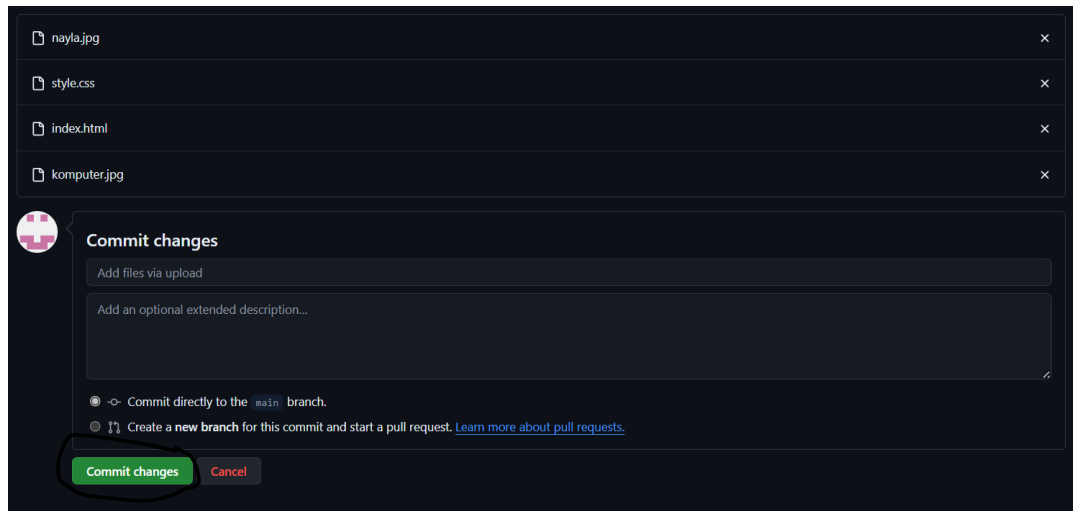 nayla.jpg
style.css
index.html
komputer.jpg
Commit changes
Add files via upload
Add an optional extended description...
Commit directly to the main branch.
Create a new branch for this commit and start a pull request. Learn more about pull requests.
Commit changes Cancel